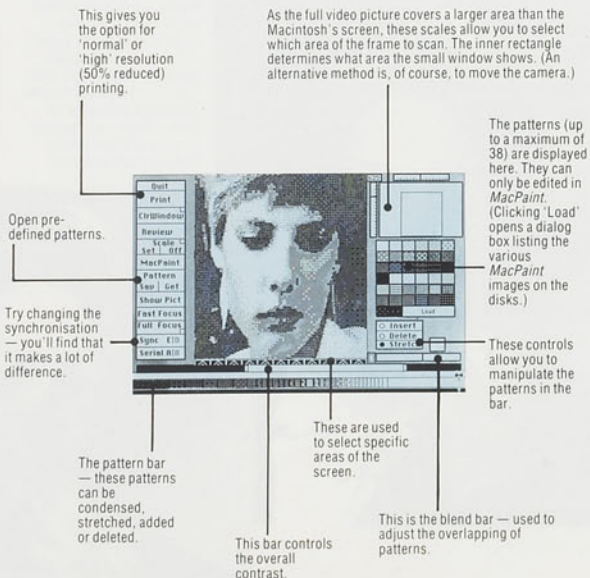 This gives you
the option for
‘normal’ or
‘high’ resolution
(50% reduced)
printing.
As the full video picture covers a larger area than the
Macintosh’s screen, these scales allow you to select
which area of the frame to scan. The inner rectangle
determines what area the small window shows. (An
alternative method is, of course, to move the camera.)
The patterns (up
to a maximum of
38) are displayed
here. They can
only be edited in
MacPaint.
(Clicking ‘Load’
opens a dialog
box listing the
various
MacPaint
images on the
disks.)
Open pre-
defined patterns.
Try changing the
synchronisation
— you’ll find that
it makes a lot of
difference.
Quit
Print
ClrWindow
Review
Scale
Set Off
MacPaint
Pattern
Sav Get
Show Pict
Fast Focus
Full Focus
Sync
Serial
Load
Insert
Delete
Stretch
These controls
allow you to
manipulate the
patterns in the
bar.
These are used
to select specific
areas of the
screen.
The pattern bar
— these patterns
can be
condensed,
stretched, added
or deleted.
This bar controls
the overall
contrast.
This is the blend bar — used to
adjust the overlapping of
patterns.